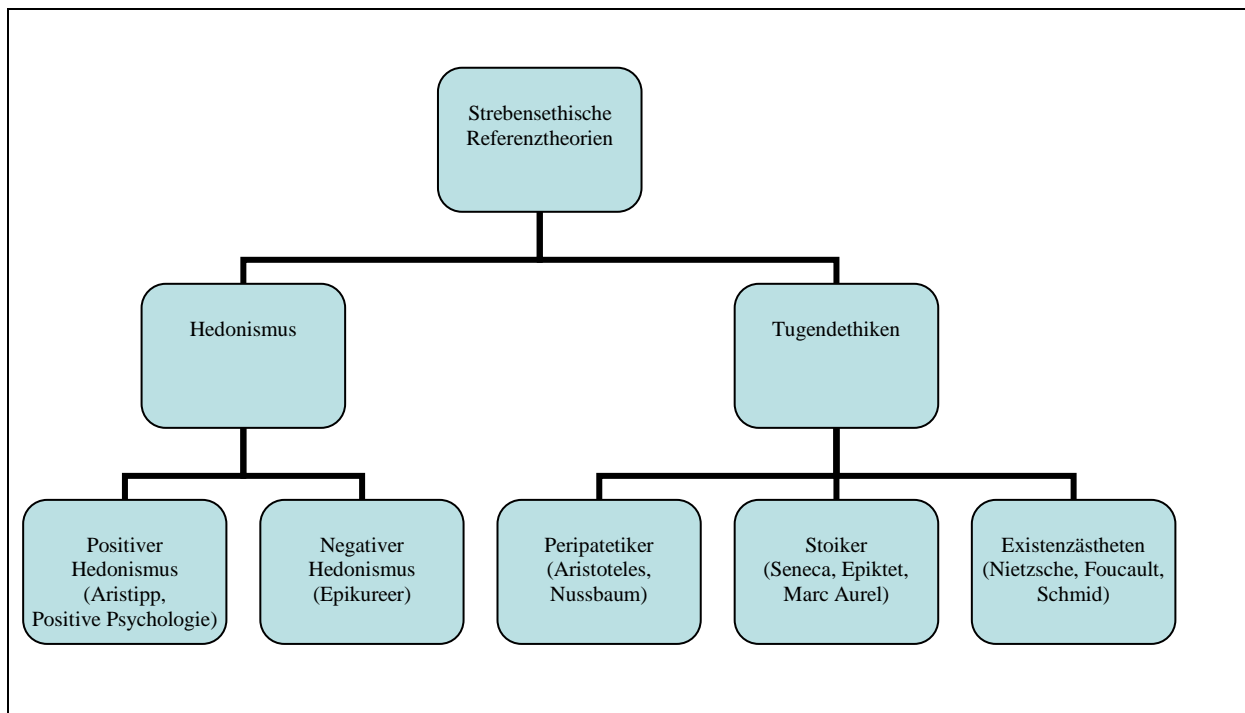 Strebensethische
Referenztheorien
Hedonismus
Tugendethiken
Positiver
Hedonismus
(Aristipp,
Positive Psychologie)
Negativer
Hedonismus
(Epikureer)
Peripatetiker
(Aristoteles,
Nussbaum)
Stoiker
(Seneca, Epiktet,
Marc Aurel)
Existenzästheten
(Nietzsche, Foucault,
Schmid)